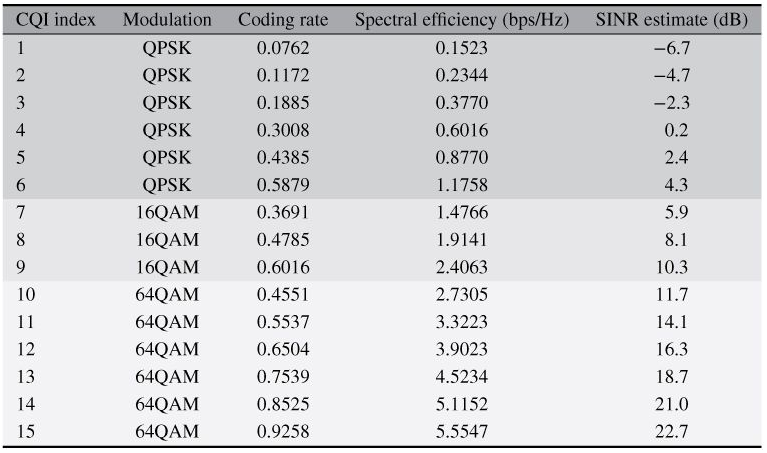 CQI index Modulation Coding rate Spectral efficiency (bps/Hz) SINR estimate (dB)
1 QPSK 0.0762 0.1523 −6.7
2 QPSK 0.1172 0.2344 −4.7
3 QPSK 0.1885 0.3770 −2.3
4 QPSK 0.3008 0.6016 0.2
5 QPSK 0.4385 0.8770 2.4
6 QPSK 0.5879 1.1758 4.3
7 16QAM 0.3691 1.4766 5.9
8 16QAM 0.4785 1.9141 8.1
9 16QAM 0.6016 2.4063 10.3
10 64QAM 0.4551 2.7305 11.7
11 64QAM 0.5537 3.3223 14.1
12 64QAM 0.6504 3.9023 16.3
13 64QAM 0.7539 4.5234 18.7
14 64QAM 0.8525 5.1152 21.0
15 64QAM 0.9258 5.5547 22.7